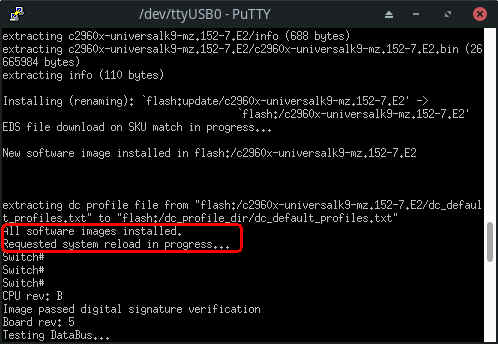 /dev/ttyUSB0 - PuTTY
extracting c2960x-universalk9-mz.152-7.E2/info (688 bytes)
extracting c2960x-universalk9-mz.152-7.E2/c2960x-universalk9-mz.152-7.E2.bin (26
665984 bytes)
extracting info (110 bytes)
Installing (renaming): `flash:update/c2960x-universalk9-mz.152-7.E2' ->
`flash:/c2960x-universalk9-mz.152-7.E2'
EDS file download on SKU match in progress...
New software image installed in flash:/c2960x-universalk9-mz.152-7.E2
extracting dc profile file from "flash:/c2960x-universalk9-mz.152-7.E2/dc_defaul
t_profiles.txt" to "flash:/dc_profile_dir/dc_default_profiles.txt"
All software images installed.
Requested system reload in progress...
Switch#
Switch#
Switch#
CPU rev: B
Image passed digital signature verification
Board rev: 5
Testing DataBus...